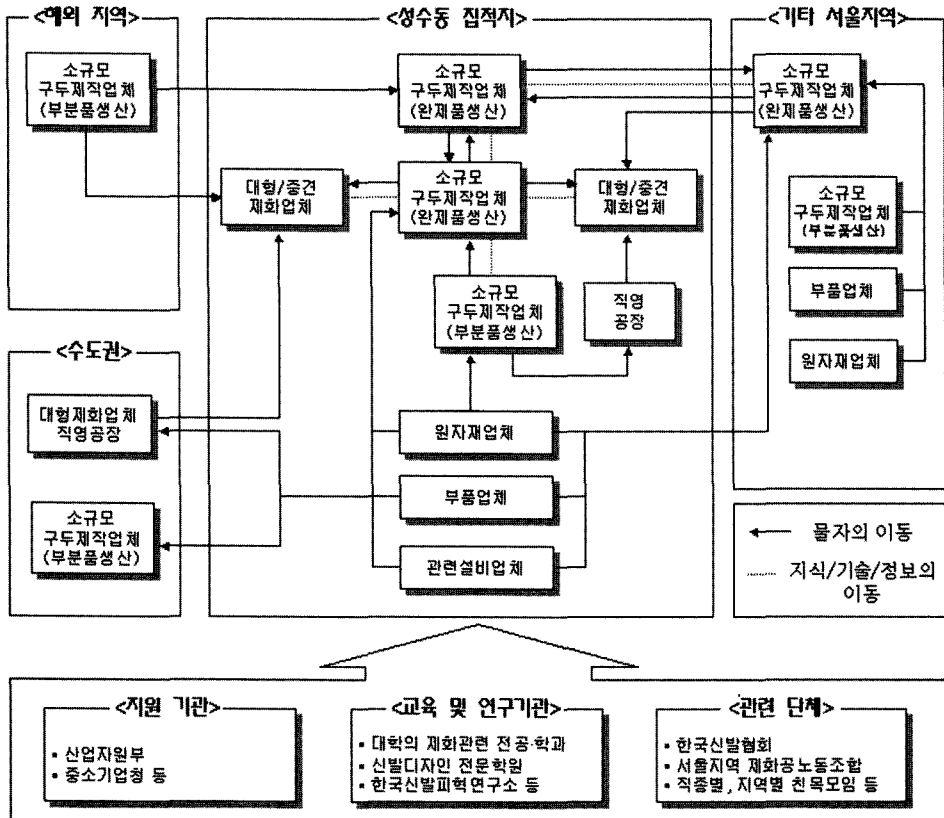 <해외 지역>
소규모
구두제작업체
(부분품생산)
<성수동 집적지>
소규모
구두제작업체
(완제품생산)
대형/중견
제화업체
소규모
구두제작업체
(완제품생산)
대형/중견
제화업체
소규모
구두제작업체
(부분품생산)
직영
공장
원자재업체
부품업체
관련설비업체
<기타 서울지역>
소규모
구두제작업체
(완제품생산)
소규모
구두제작업체
(부분품생산)
부품업체
원자재업체
<수도권>
대형제화업체
직영공장
소규모
구두제작업체
(부분품생산)
물자의 이동
지식/기술/정보의
이동
<지원 기관>
▪ 산업자원부
▪ 중소기업청 등
<교육 및 연구기관>
▪ 대학의 제화관련 전공·학과
▪ 신발디자인 전문학원
▪ 한국신발피혁연구소 등
<관련 단체>
▪ 한국신발협회
▪ 서울지역 제화공노동조합
▪ 직종별, 지역별 친목모임 등